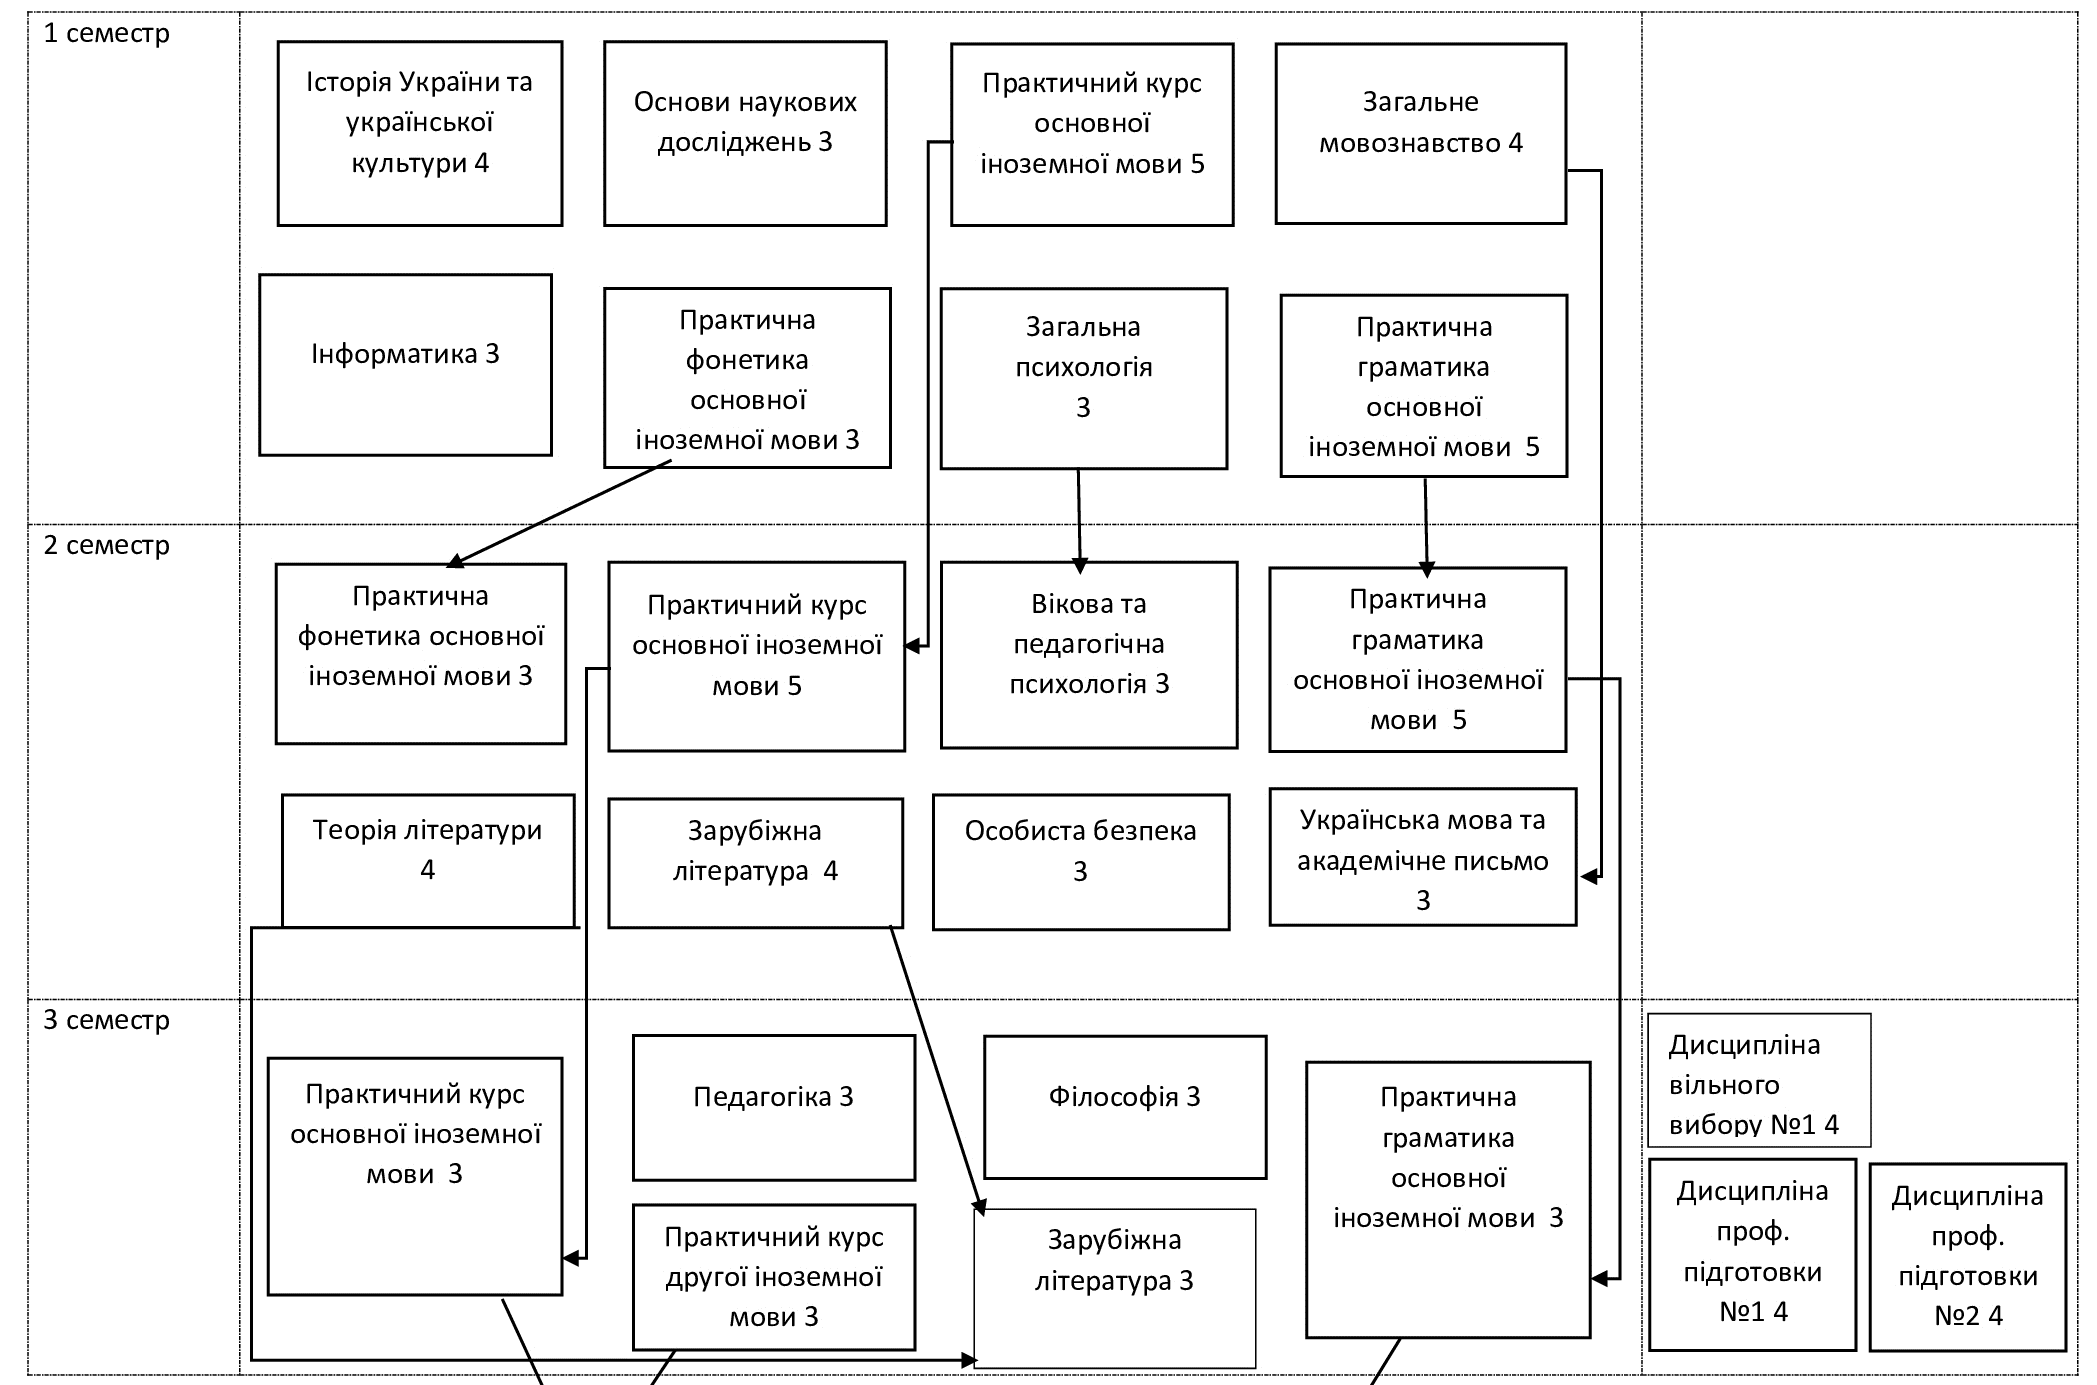 1 семестр
Історія України та
української
культури 4
Основи наукових
досліджень 3
Практичний курс
основної
іноземної мови 5
Загальне
мовознавство 4
Інформатика 3
Практична
фонетика
основної
іноземної мови 3
Загальна
психологія
3
Практична
граматика
основної
іноземної мови 5
2 семестр
Практична
фонетика основної
іноземної мови 3
Практичний курс
основної іноземної
мови 5
Вікова та
педагогічна
психологія 3
Практична
граматика
основної іноземної
мови 5
Теорія літератури
4
Зарубіжна
література 4
Особиста безпека
3
Українська мова та
академічне письмо
3
3 семестр
Практичний курс
основної іноземної
мови 3
Педагогіка 3
Філософія 3
Практична
граматика
основної
іноземної мови 3
Дисципліна
вільного
вибору №1 4
Практичний курс
другої іноземної
мови 3
Зарубіжна
література 3
Дисципліна
проф.
підготовки
№1 4
Дисципліна
проф.
підготовки
№2 4